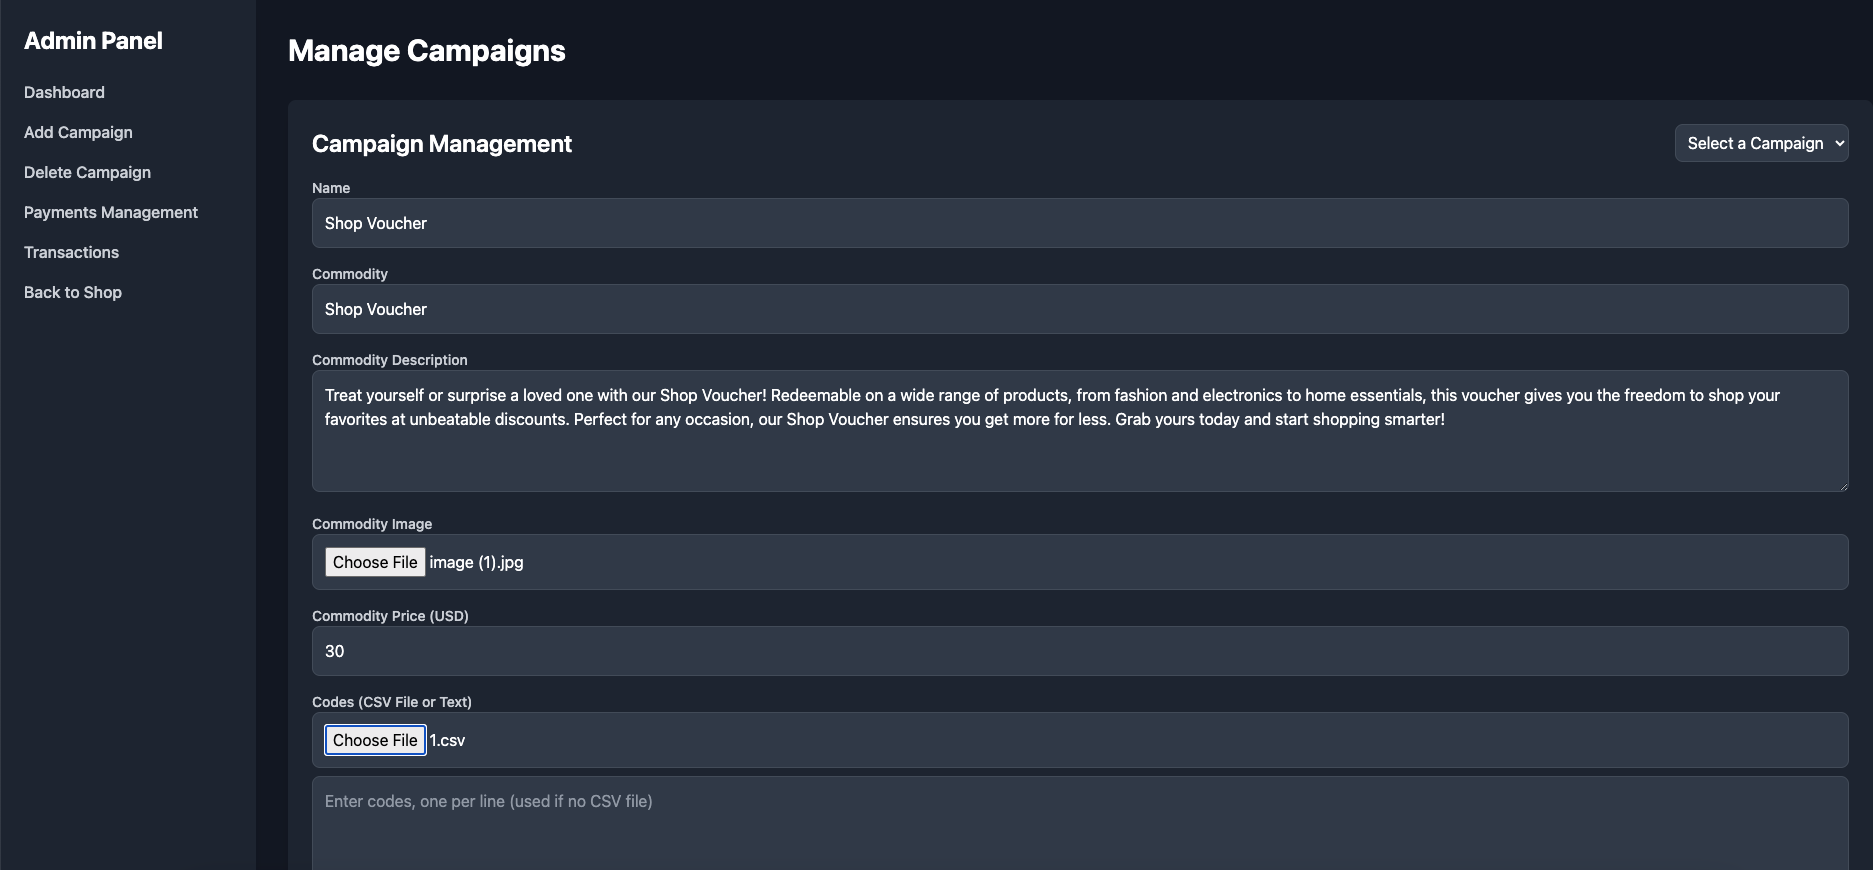 Admin Panel
Dashboard
Add Campaign
Delete Campaign
Payments Management
Transactions
Back to Shop
Manage Campaigns
Campaign Management
Select a Campaign
Name
Shop Voucher
Commodity
Shop Voucher
Commodity Description
Treat yourself or surprise a loved one with our Shop Voucher! Redeemable on a wide range of products, from fashion and electronics to home essentials, this voucher gives you the freedom to shop your
favorites at unbeatable discounts. Perfect for any occasion, our Shop Voucher ensures you get more for less. Grab yours today and start shopping smarter!
Commodity Image
Choose File image (1).jpg
Commodity Price (USD)
30
Codes (CSV File or Text)
Choose File 1.csv
Enter codes, one per line (used if no CSV file)